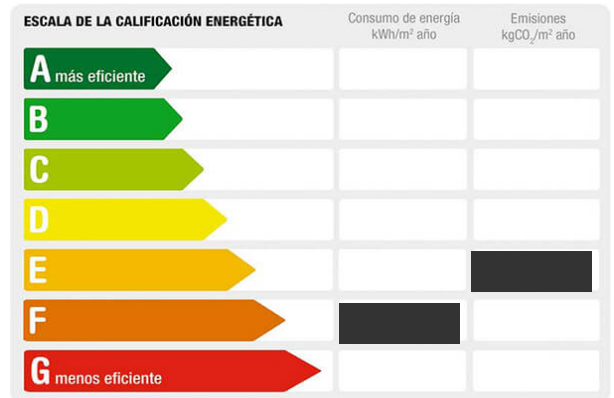 ESCALA DE LA CALIFICACIÓN ENERGÉTICA
Consumo de energía
kWh/m² año
Emisiones
kgCO₂/m² año
A más eficiente
B
C
D
E
F
G menos eficiente